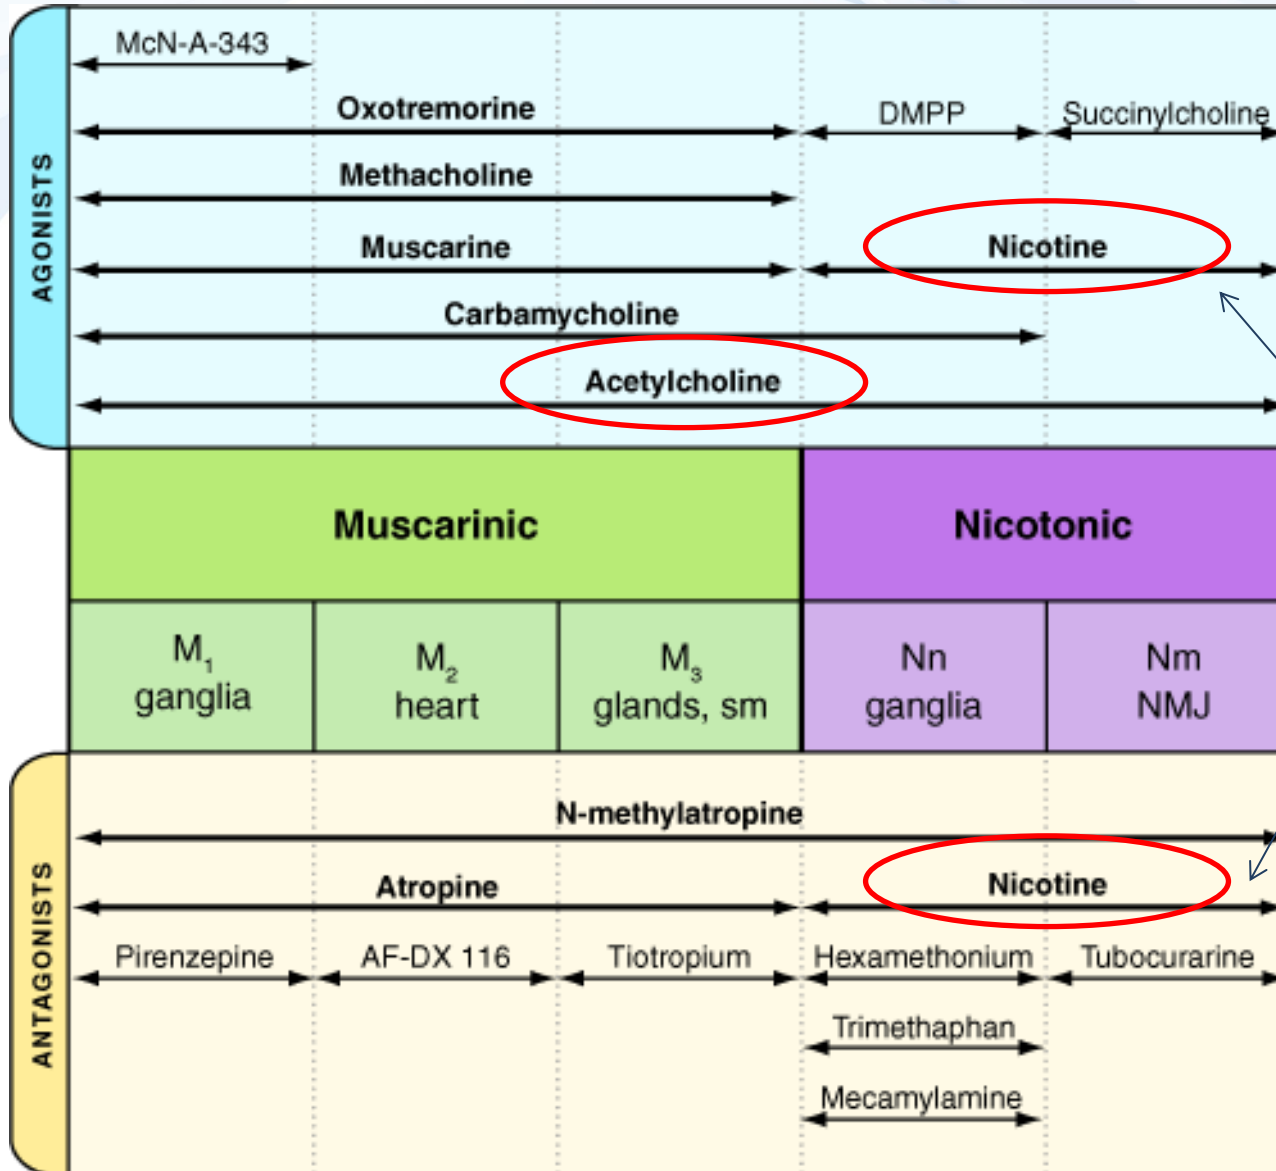 AGONISTS
McN-A-343
Oxotremorine
DMPP
Succinylcholine
Methacholine
Muscarine
Nicotine
Carbamycholine
Acetylcholine
Muscarinic
Nicotonic
M₁
ganglia
M₂
heart
M₃
glands, sm
Nn
ganglia
Nm
NMJ
ANTAGONISTS
N-methylatropine
Atropine
Nicotine
Pirenzepine
AF-DX 116
Tiotropium
Hexamethonium
Tubocurarine
Trimethaphan
Mecamylamine